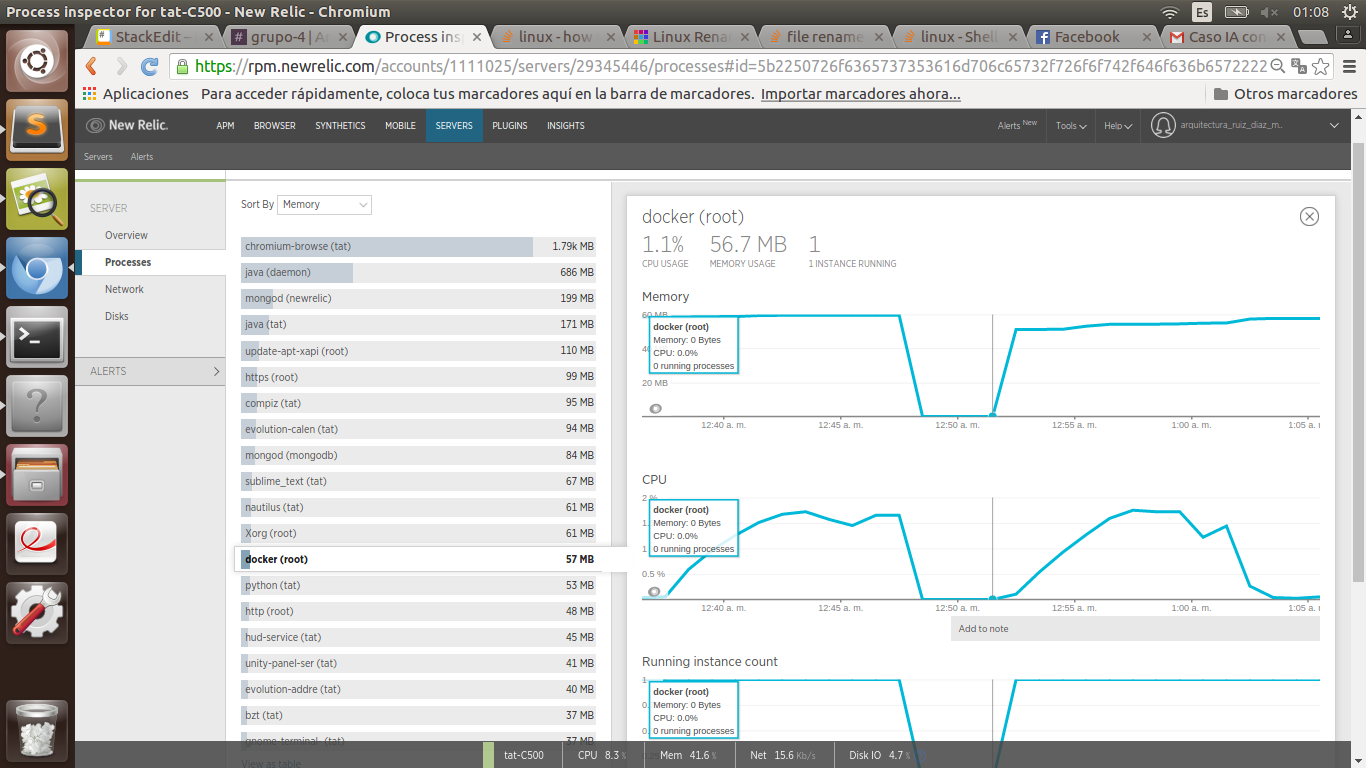 Process inspector for tat-C500 - New Relic - Chromium
Es
01:08
StackEdit –
# grupo-4 | A
Process insp
linux - how
Linux Rena
file rename
linux - Shell
Facebook
Caso IA con
https://rpm.newrelic.com/accounts/1111025/servers/29345446/processes#id=5b2250726f6365737353616d706c65732f726f6f742f646f636b6572222
Aplicaciones
Para acceder rápidamente, coloca tus marcadores aquí en la barra de marcadores.
Importar marcadores ahora...
Otros marcadores
New Relic.
APM
BROWSER
SYNTHETICS
MOBILE
SERVERS
PLUGINS
INSIGHTS
Alerts New
Tools
Help
arquitectura_ruiz_diaz_m..
Servers
Alerts
SERVER
Overview
Processes
Network
Disks
ALERTS
Sort By
Memory
chromium-browse (tat) 1.79k MB
java (daemon) 686 MB
mongod (newrelic) 199 MB
java (tat) 171 MB
update-apt-xapi (root) 110 MB
https (root) 99 MB
compiz (tat) 95 MB
evolution-calen (tat) 94 MB
mongod (mongodb) 84 MB
sublime_text (tat) 67 MB
nautilus (tat) 61 MB
Xorg (root) 61 MB
docker (root) 57 MB
python (tat) 53 MB
http (root) 48 MB
hud-service (tat) 45 MB
unity-panel-ser (tat) 41 MB
evolution-addre (tat) 40 MB
bzt (tat) 37 MB
gnome-terminal- (tat) 37 MB
View as table
docker (root)
1.1% 56.7 MB 1
CPU USAGE MEMORY USAGE 1 INSTANCE RUNNING
Memory
60 MB
docker (root)
Memory: 0 Bytes
CPU: 0.0%
0 running processes
20 MB
12:40 a. m. 12:45 a. m. 12:50 a. m. 12:55 a. m. 1:00 a. m. 1:05 a.
CPU
2 %
docker (root)
Memory: 0 Bytes
CPU: 0.0%
0 running processes
0.5 %
12:40 a. m. 12:45 a. m. 12:50 a. m. 12:55 a. m. 1:00 a. m. 1:05 a.
Add to note
Running instance count
1
docker (root)
Memory: 0 Bytes
CPU: 0.0%
0 running processes
tat-C500
CPU 8.3 %
Mem 41.6 %
Net 15.6 Kb/s
Disk IO 4.7 %